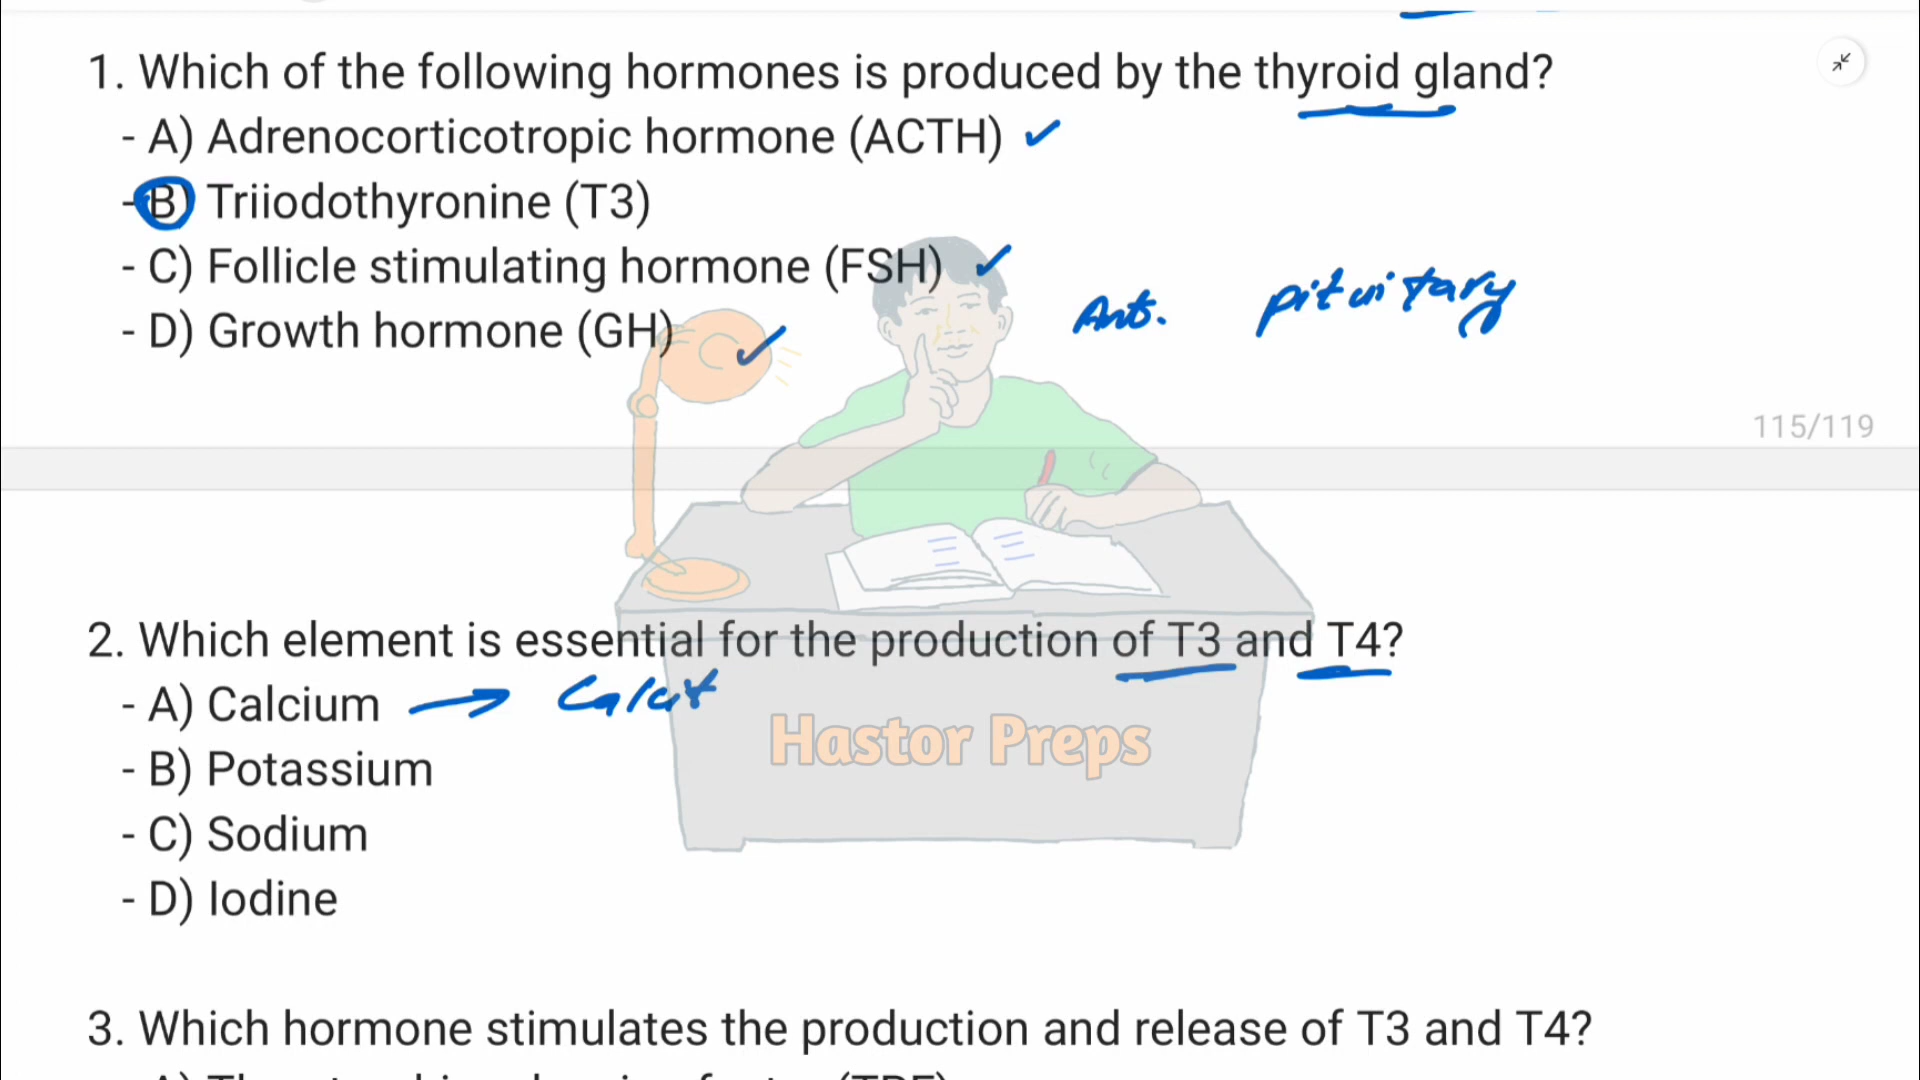 1. Which of the following hormones is produced by the thyroid gland?
- A) Adrenocorticotropic hormone (ACTH)
- B) Triiodothyronine (T3)
- C) Follicle stimulating hormone (FSH)
- D) Growth hormone (GH)
Ant. pituitary
115/119
2. Which element is essential for the production of T3 and T4?
- A) Calcium → Calcit
- B) Potassium
- C) Sodium
- D) Iodine
Hastor Preps
3. Which hormone stimulates the production and release of T3 and T4?